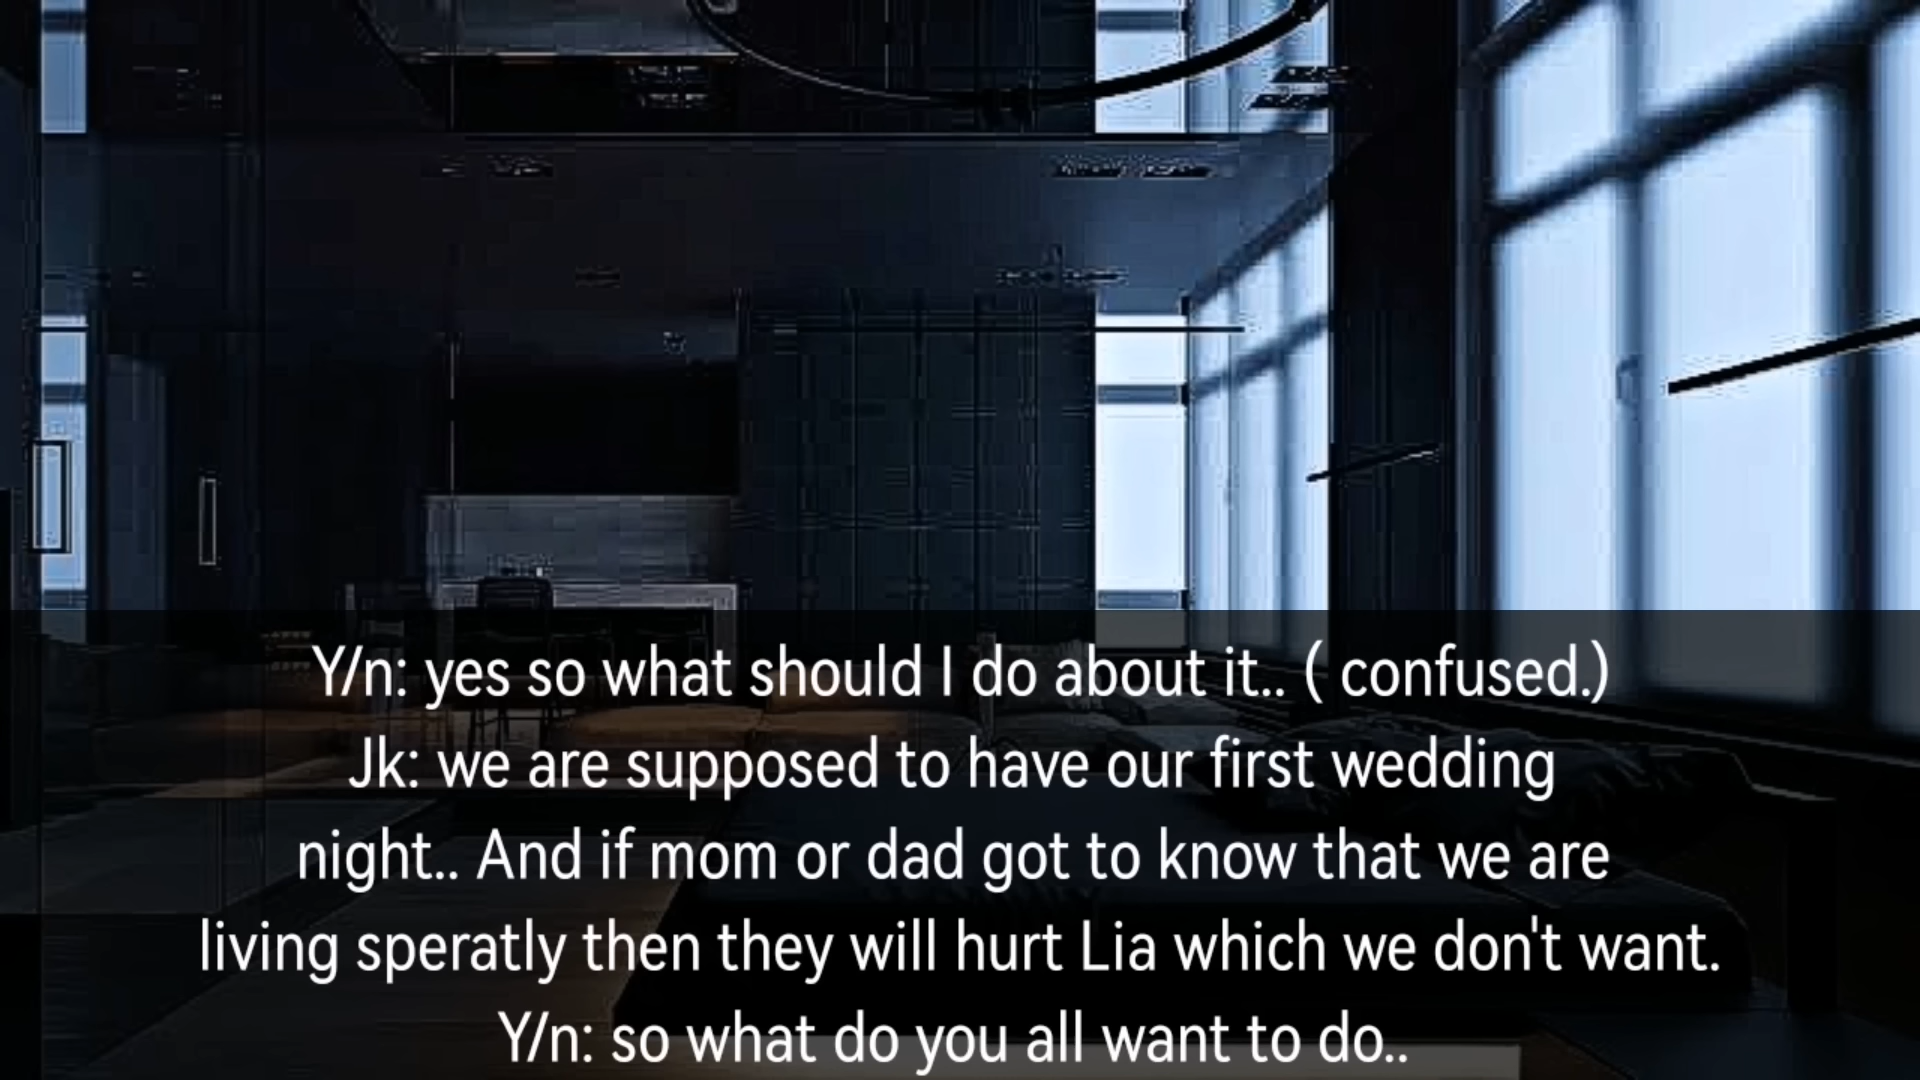 Y/n: yes so what should I do about it.. ( confused.)
Jk: we are supposed to have our first wedding
night.. And if mom or dad got to know that we are
living speratly then they will hurt Lia which we don't want.
Y/n: so what do you all want to do..